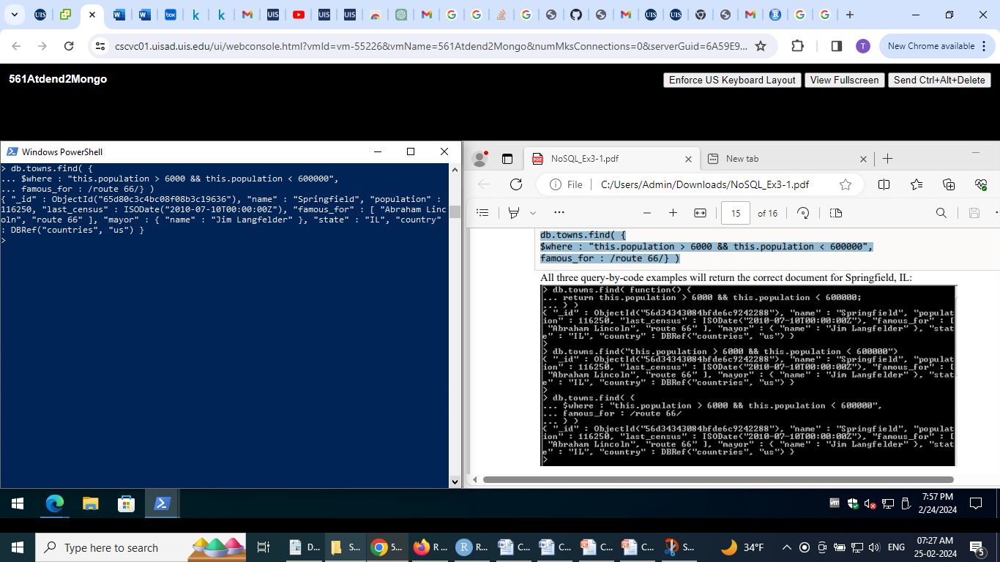 cscvc01.uisad.uis.edu/ui/webconsole.html?vmId=vm-55226&vmName=561Atdend2Mongo&numMksConnections=0&serverGuid=6A59E9...
T
New Chrome available
561Atdend2Mongo
Enforce US Keyboard Layout
View Fullscreen
Send Ctrl+Alt+Delete
Windows PowerShell
> db.towns.find( {
... $where : "this.population > 6000 && this.population < 600000",
... famous_for : /route 66/} )
{ "_id" : ObjectId("65d80c3c4bc08f08b3c19636"), "name" : "Springfield", "population" :
116250, "last_census" : ISODate("2010-07-10T00:00:00Z"), "famous_for" : [ "Abraham Linc
oln", "route 66" ], "mayor" : { "name" : "Jim Langfelder" }, "state" : "IL", "country"
: DBRef("countries", "us") }
>
NoSQL_Ex3-1.pdf
New tab
File
C:/Users/Admin/Downloads/NoSQL_Ex3-1.pdf
15
of 16
db.towns.find( {
$where : "this.population > 6000 && this.population < 600000",
famous_for : /route 66/} )
All three query-by-code examples will return the correct document for Springfield, IL:
> db.towns.find( function() {
... return this.population > 6000 && this.population < 600000;
... } )
{ "_id" : ObjectId("56d34343084bfde6c9242288"), "name" : "Springfield", "populat
ion" : 116250, "last_census" : ISODate("2010-07-10T00:00:00Z"), "famous_for" : [
"Abraham Lincoln", "route 66" ], "mayor" : { "name" : "Jim Langfelder" }, "stat
e" : "IL", "country" : DBRef("countries", "us") }
>
> db.towns.find("this.population > 6000 && this.population < 600000")
{ "_id" : ObjectId("56d34343084bfde6c9242288"), "name" : "Springfield", "populat
ion" : 116250, "last_census" : ISODate("2010-07-10T00:00:00Z"), "famous_for" : [
"Abraham Lincoln", "route 66" ], "mayor" : { "name" : "Jim Langfelder" }, "stat
e" : "IL", "country" : DBRef("countries", "us") }
>
> db.towns.find( {
... $where : "this.population > 6000 && this.population < 600000",
... famous_for : /route 66/
... } )
{ "_id" : ObjectId("56d34343084bfde6c9242288"), "name" : "Springfield", "populat
ion" : 116250, "last_census" : ISODate("2010-07-10T00:00:00Z"), "famous_for" : [
"Abraham Lincoln", "route 66" ], "mayor" : { "name" : "Jim Langfelder" }, "stat
e" : "IL", "country" : DBRef("countries", "us") }
>
7:57 PM
2/24/2024
Type here to search
D...
S...
5...
R ...
R...
C...
C...
C...
C...
S...
34°F
ENG
07:27 AM
25-02-2024
5